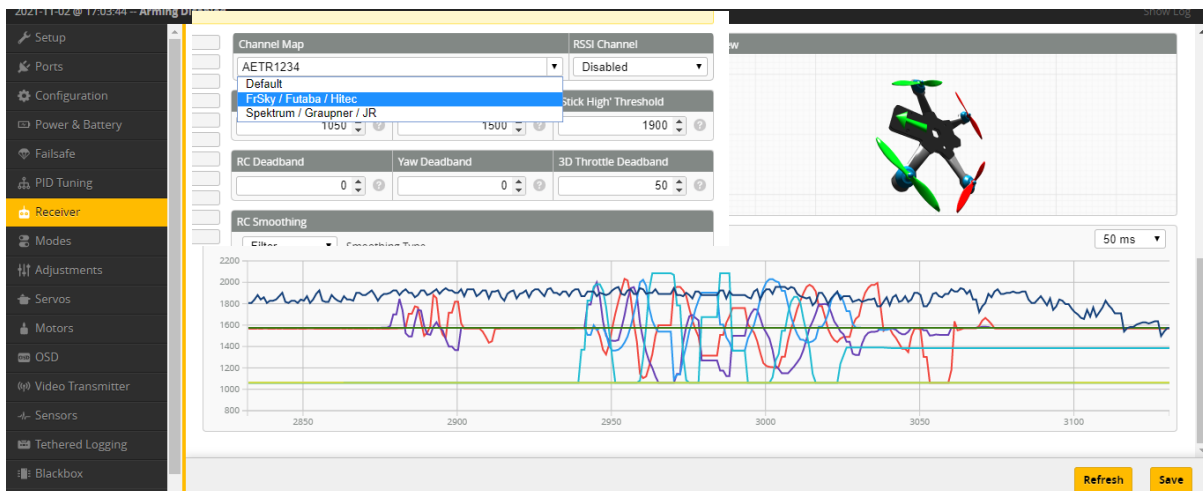 2021-11-02 @ 17:03:44 -- Arming Di
Show Log
Setup
Ports
Configuration
Power & Battery
Failsafe
PID Tuning
Receiver
Modes
Adjustments
Servos
Motors
OSD
Video Transmitter
Sensors
Tethered Logging
Blackbox
Channel Map
RSSI Channel
AETR1234
Disabled
Default
FrSky / Futaba / Hitec
Spektrum / Graupner / JR
Stick High' Threshold
1050
1500
1900
RC Deadband
Yaw Deadband
3D Throttle Deadband
0
0
50
RC Smoothing
Filter
Smoothing Type
50 ms
2200
2000
1800
1600
1400
1200
1000
800
2850
2900
2950
3000
3050
3100
Refresh
Save